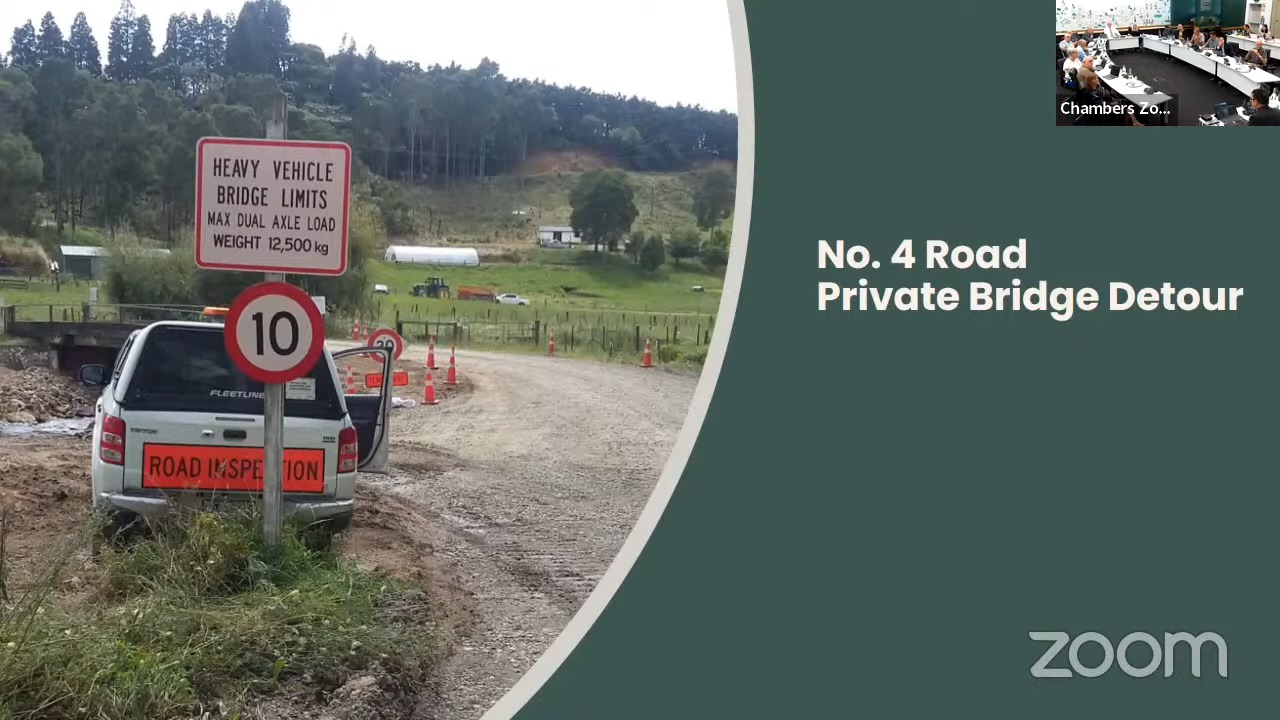 HEAVY VEHICLE
BRIDGE LIMITS
MAX DUAL AXLE LOAD
WEIGHT 12,500 kg
10
FLEETLINE
TRITON
ROAD INSPECTION
No. 4 Road
Private Bridge Detour
Chambers Zo...
zoom